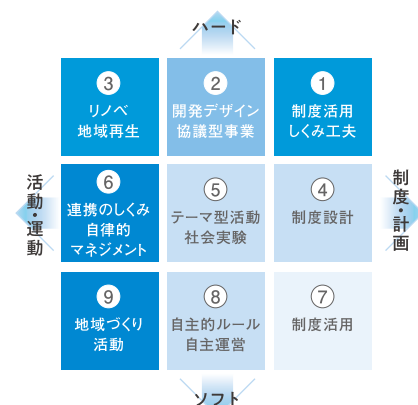 ハード
3
リノベ
地域再生
2
開発デザイン
協議型事業
1
制度活用
しくみ工夫
活動・運動
6
連携のしくみ
自律的
マネジメント
5
テーマ型活動
社会実験
4
制度設計
制度・計画
9
地域づくり
活動
8
自主的ルール
自主運営
7
制度活用
ソフト